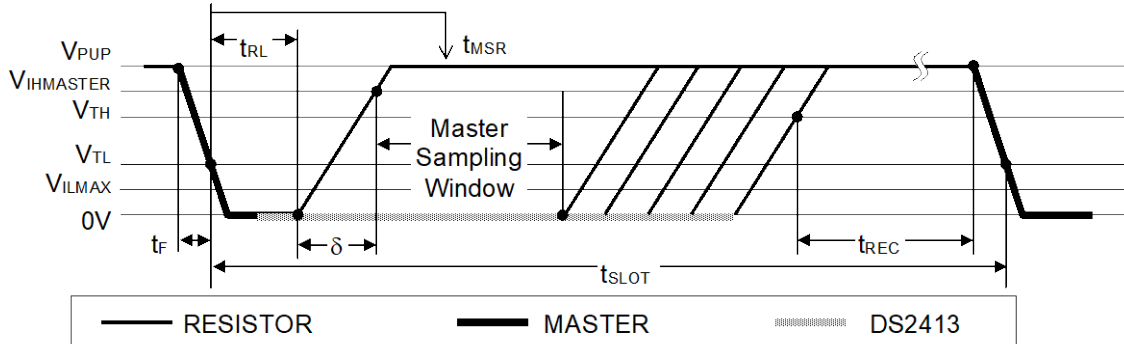 VPUP
VIHMASTER
VTH
VTL
VILMAX
0V
tRL
tMSR
Master
Sampling
Window
tF
δ
tREC
tSLOT
RESISTOR MASTER DS2413